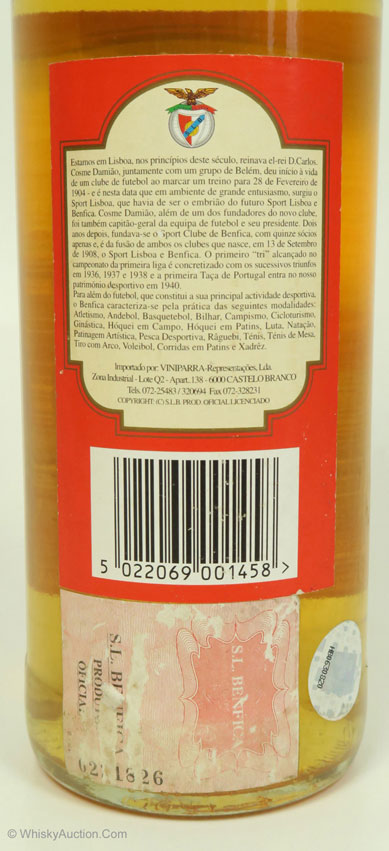 Estamos em Lisboa, nos princípios deste século, reinava el-rei D.Carlos.
Cosme Damião, juntamente com um grupo de Belém, deu início à vida
de um clube de futebol ao marcar um treino para 28 de Fevereiro de
1904 - e é nesta data que em ambiente de grande entusiasmo, surgiu o
Sport Lisboa, que havia de ser o embrião do futuro Sport Lisboa e
Benfica. Cosme Damião, além de um dos fundadores do novo clube,
foi também capitão-geral da equipa de futebol e seu presidente. Dois
anos depois, fundava-se o Sport Clube de Benfica, com quinze sócios
apenas e, é da fusão de ambos os clubes que nasce, em 13 de Setembro
de 1908, o Sport Lisboa e Benfica. O primeiro "tri" alcançado no
campeonato da primeira liga é concretizado com os sucessivos triunfos
em 1936, 1937 e 1938 e a primeira Taça de Portugal entra no nosso
património desportivo em 1940.
Para além do futebol, que constitui a sua principal actividade desportiva,
o Benfica caracteriza-se pela prática das seguintes modalidades:
Atletismo, Andebol, Basquetebol, Bilhar, Campismo, Cicloturismo,
Ginástica, Hóquei em Campo, Hóquei em Patins, Luta, Natação,
Patinagem Artística, Pesca Desportiva, Râguebi, Ténis, Ténis de Mesa,
Tiro com Arco, Voleibol, Corridas em Patins e Xadrêz.
Importado por: VINIPARRA-Representações, Lda.
Zona Industrial - Lote Q2 - Apart. 138 - 6000 CASTELO BRANCO
Tels. 072-25483 / 320694 Fax 072-328231
COPYRIGHT (C) S.L.B. PROD. OFICIAL LICENCIADO
5 022069 001458 >
S.L. BENFICA
OFICIAL
S.L. BENFICA
1826
© WhiskyAuction.Com